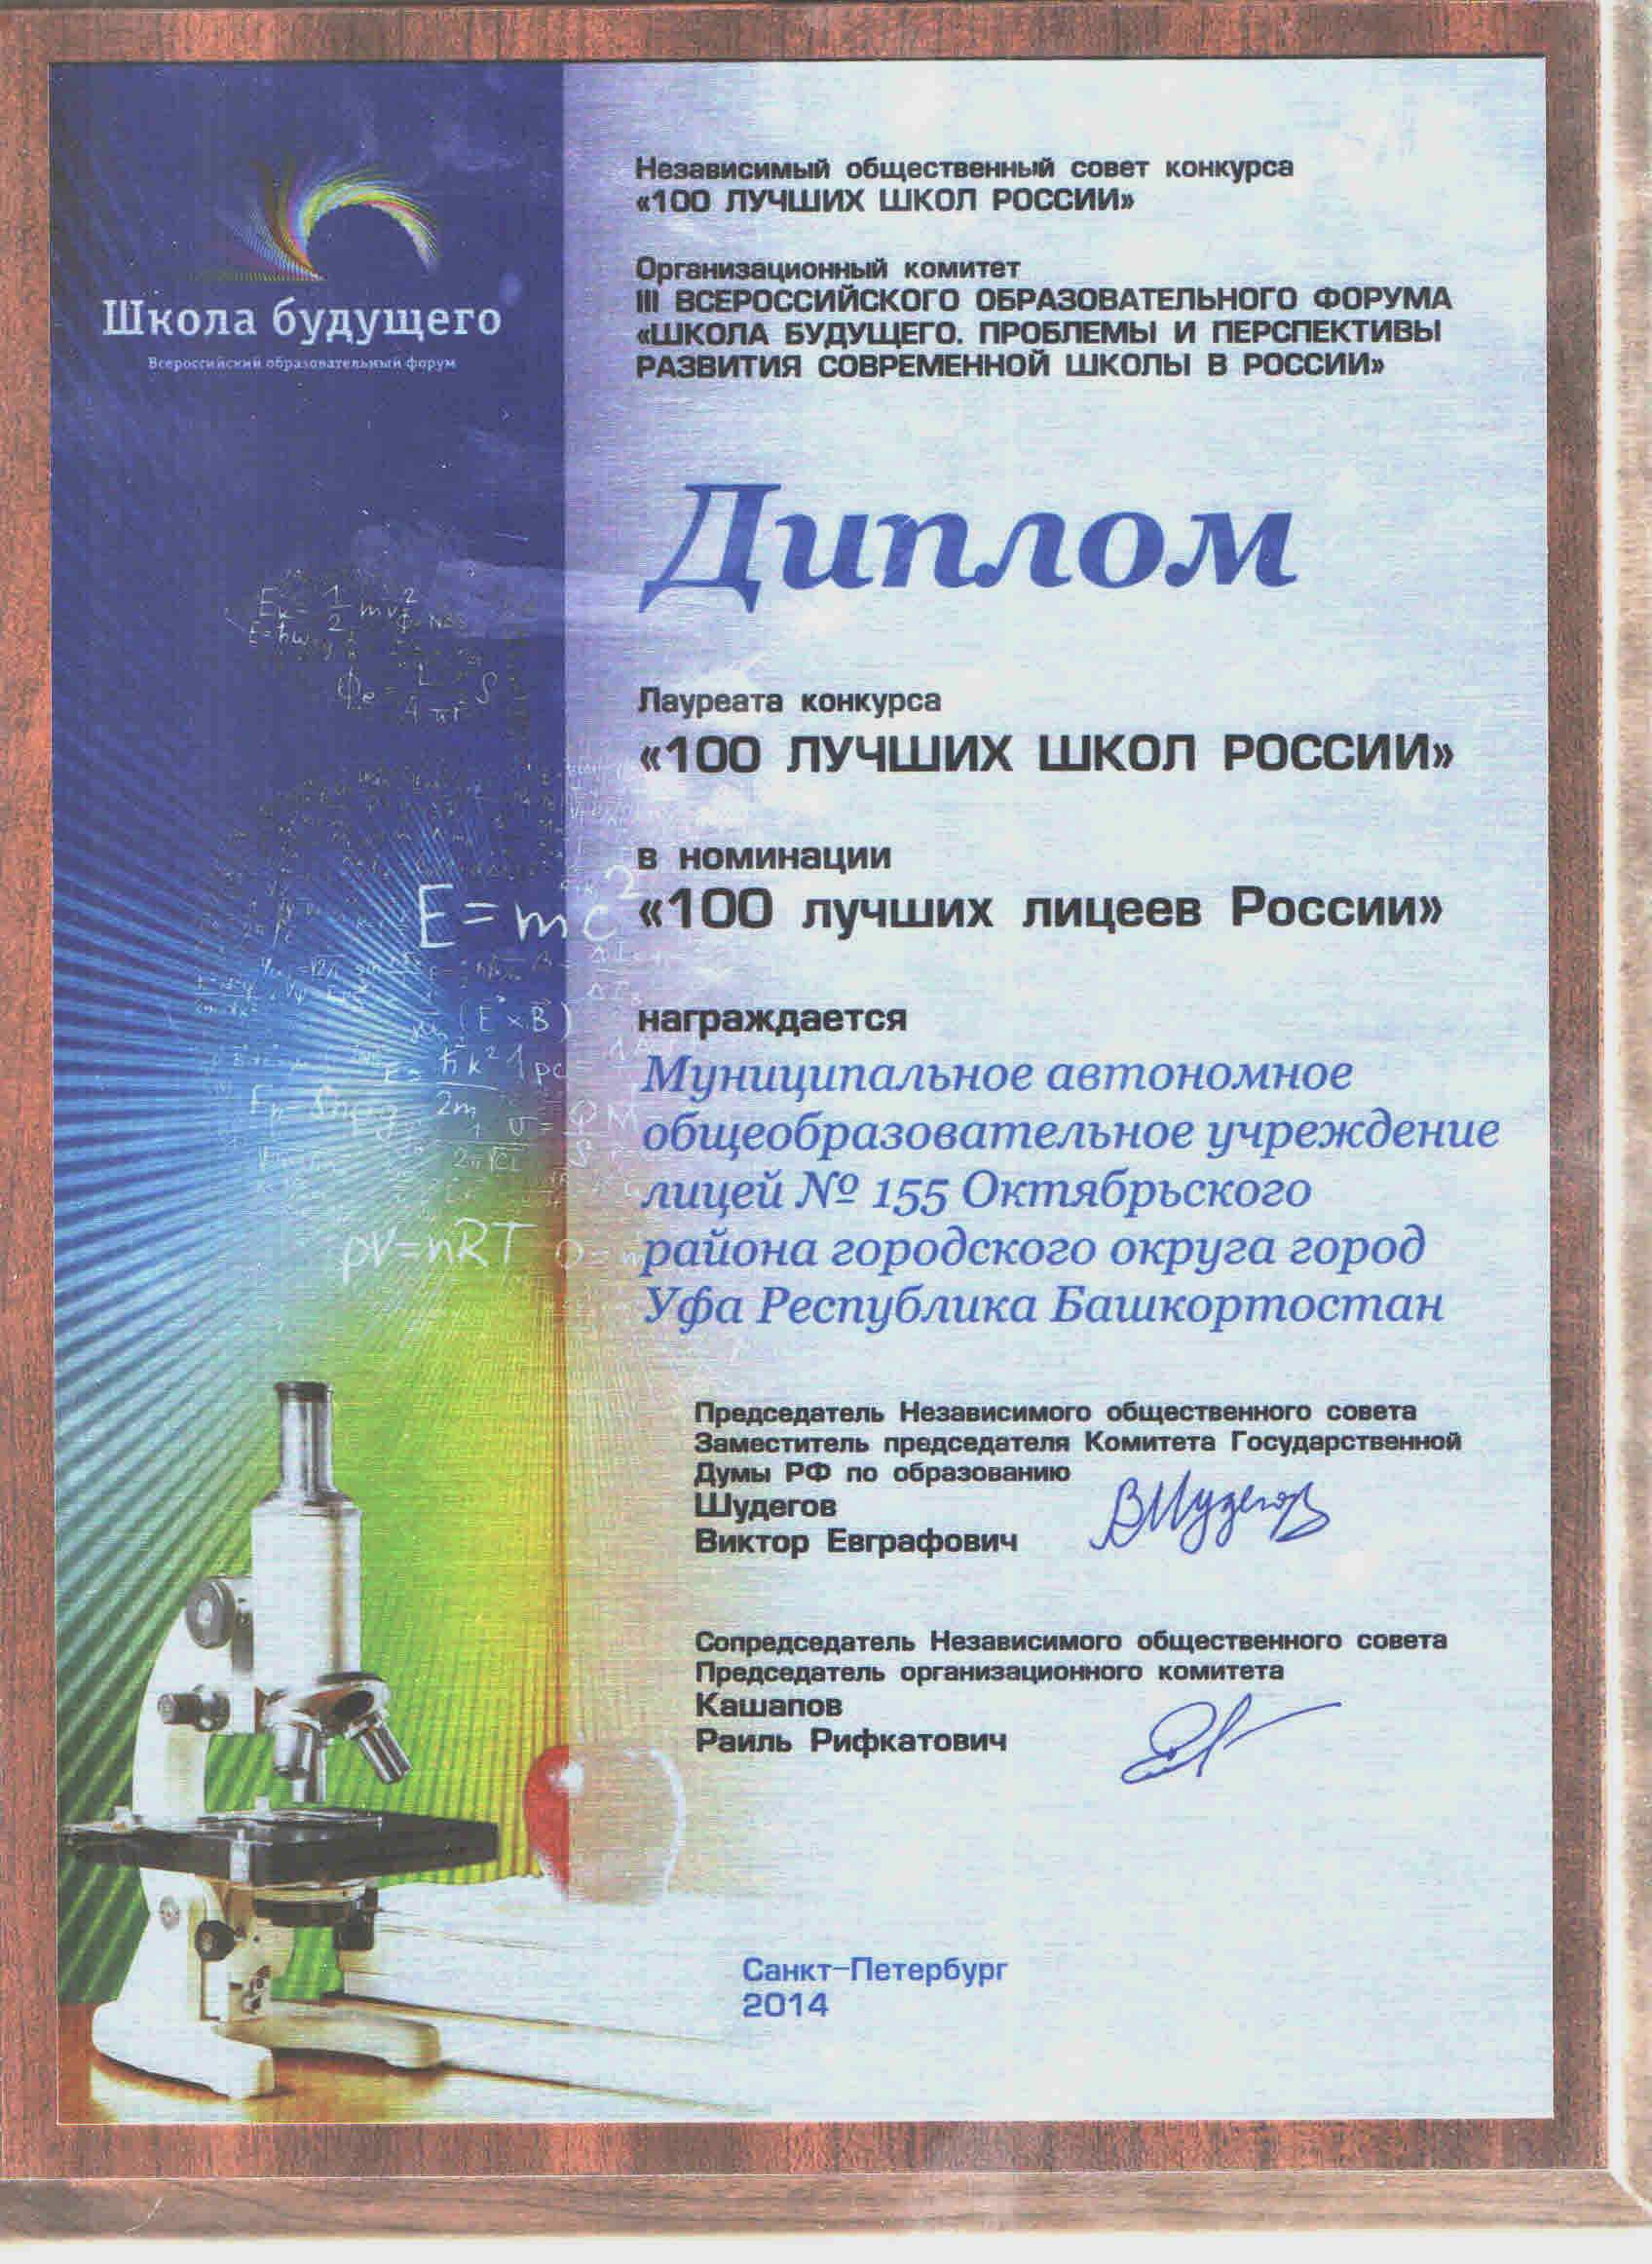 Школа будущего
Всероссийский образовательный форум
Независимый общественный совет конкурса
«100 ЛУЧШИХ ШКОЛ РОССИИ»
Организационный комитет
III ВСЕРОССИЙСКОГО ОБРАЗОВАТЕЛЬНОГО ФОРУМА
«ШКОЛА БУДУЩЕГО. ПРОБЛЕМЫ И ПЕРСПЕКТИВЫ
РАЗВИТИЯ СОВРЕМЕННОЙ ШКОЛЫ В РОССИИ»
Диплом
Лауреата конкурса
«100 ЛУЧШИХ ШКОЛ РОССИИ»
в номинации
«100 лучших лицеев России»
награждается
Муниципальное автономное
общеобразовательное учреждение
лицей № 155 Октябрьского
района городского округа город
Уфа Республика Башкортостан
E=mc²
pV=nRT
Председатель Независимого общественного совета
Заместитель председателя Комитета Государственной
Думы РФ по образованию
Шудегов
Виктор Евграфович
Сопредседатель Независимого общественного совета
Председатель организационного комитета
Кашапов
Раиль Рифкатович
Санкт-Петербург
2014